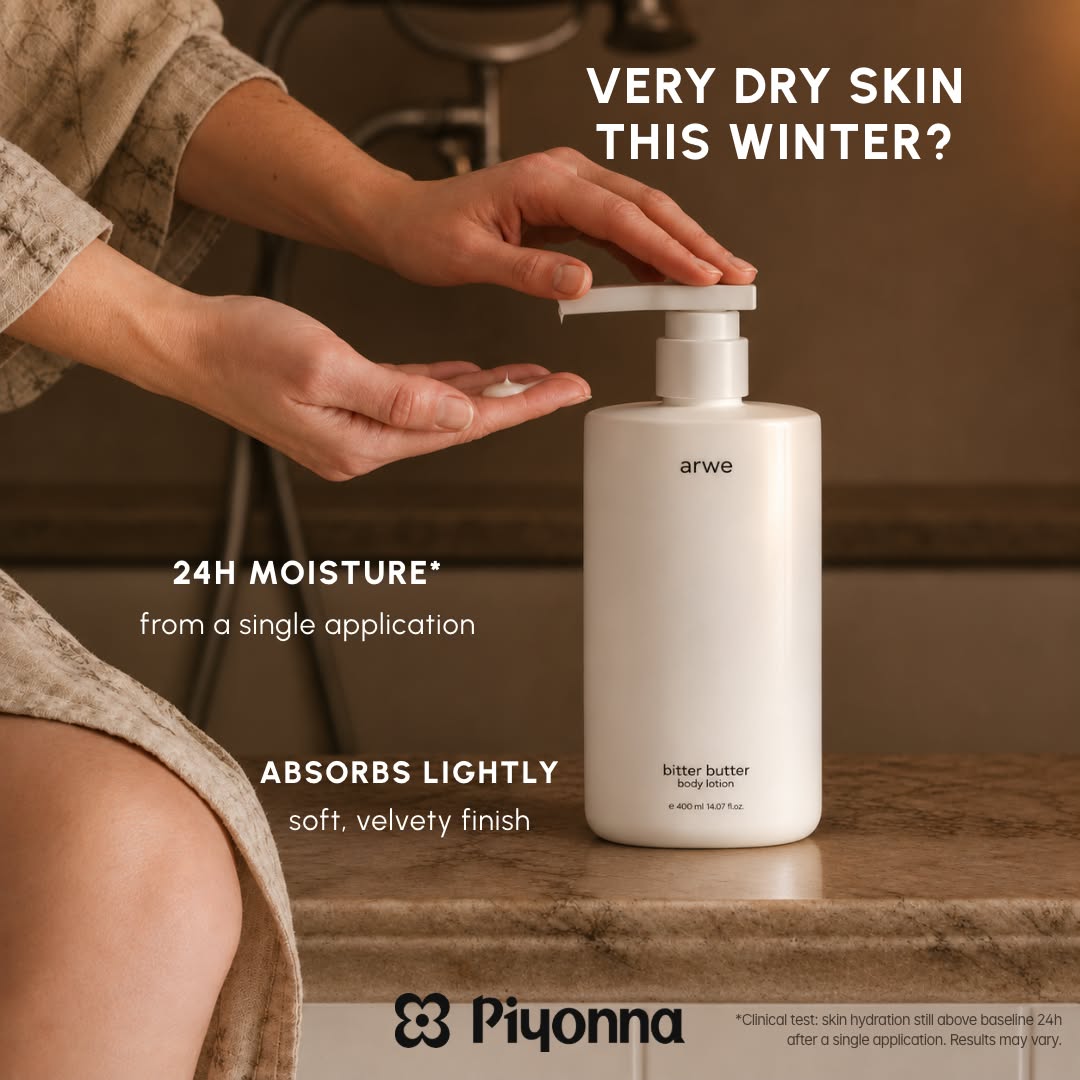 VERY DRY SKIN
THIS WINTER?
arwe
24H MOISTURE*
from a single application
bitter butter
body lotion
e 400 ml 14.07 fl.oz.
ABSORBS LIGHTLY
soft, velvety finish
Piyonna
*Clinical test: skin hydration still above baseline 24h
after a single application. Results may vary.